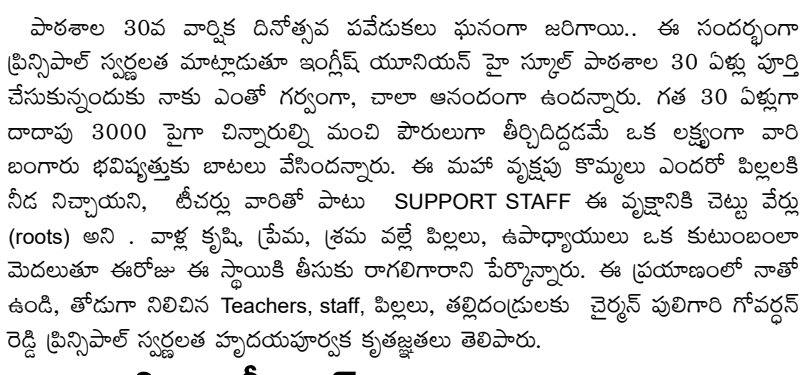 పాఠశాల 30వ వార్షిక దినోత్సవ పవేడుకలు ఘనంగా జరిగాయి.. ఈ సందర్భంగా
ప్రిన్సిపాల్ స్వర్ణలత మాట్లాడుతూ ఇంగ్లీష్ యూనియన్ హై స్కూల్ పాఠశాల 30 ఏళ్లు పూర్తి
చేసుకున్నందుకు నాకు ఎంతో గర్వంగా, చాలా ఆనందంగా ఉందన్నారు. గత 30 ఏళ్లుగా
దాదాపు 3000 పైగా చిన్నారుల్ని మంచి పౌరులుగా తీర్చిదిద్దడమే ఒక లక్ష్యంగా వారి
బంగారు భవిష్యత్తుకు బాటలు వేసిందన్నారు. ఈ మహా వృక్షపు కొమ్మలు ఎందరో పిల్లలకి
నీడ నిచ్చాయని, టీచర్లు వారితో పాటు SUPPORT STAFF ఈ వృక్షానికి చెట్టు వేర్లు
(roots) అని . వాళ్ల కృషి, ప్రేమ, శ్రమ వల్లే పిల్లలు, ఉపాధ్యాయులు ఒక కుటుంబంలా
మెదలుతూ ఈరోజు ఈ స్థాయికి తీసుకు రాగలిగారాని పేర్కొన్నారు. ఈ ప్రయాణంలో నాతో
ఉండి, తోడుగా నిలిచిన Teachers, staff, పిల్లలు, తల్లిదండ్రులకు చైర్మన్ పులిగారి గోవర్ధన్
రెడ్డి ప్రిన్సిపాల్ స్వర్ణలత హృదయపూర్వక కృతజ్ఞతలు తెలిపారు.